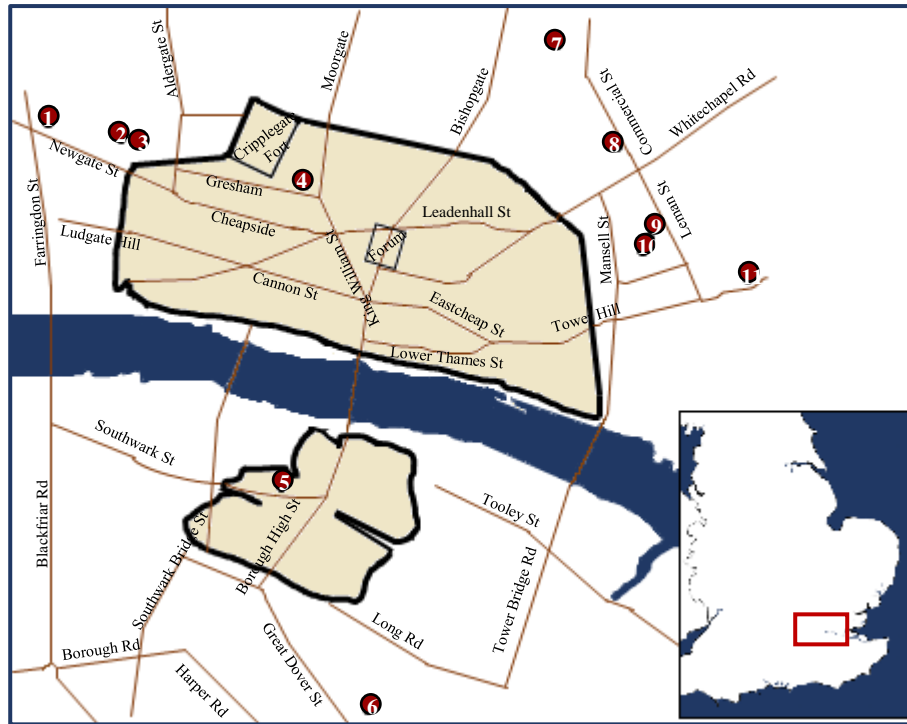 Aldergate St
Moorgate
Bishopgate
7
Commercial St
Whitechapel Rd
1
2
3
Cripplegate
Fort
8
Newgate St
4
Gresham
Farringdon St
Cheapside
Leadenhall St
Leman St
9
10
Mansell St
11
Ludgate Hill
Forum
King William St
Cannon St
Eastcheap St
Tower Hill
Lower Thames St
Southwark St
5
Tooley St
Blackfriar Rd
Southwark Bridge St
Borough High St
Tower Bridge Rd
Long Rd
Great Dover St
Borough Rd
Harper Rd
6